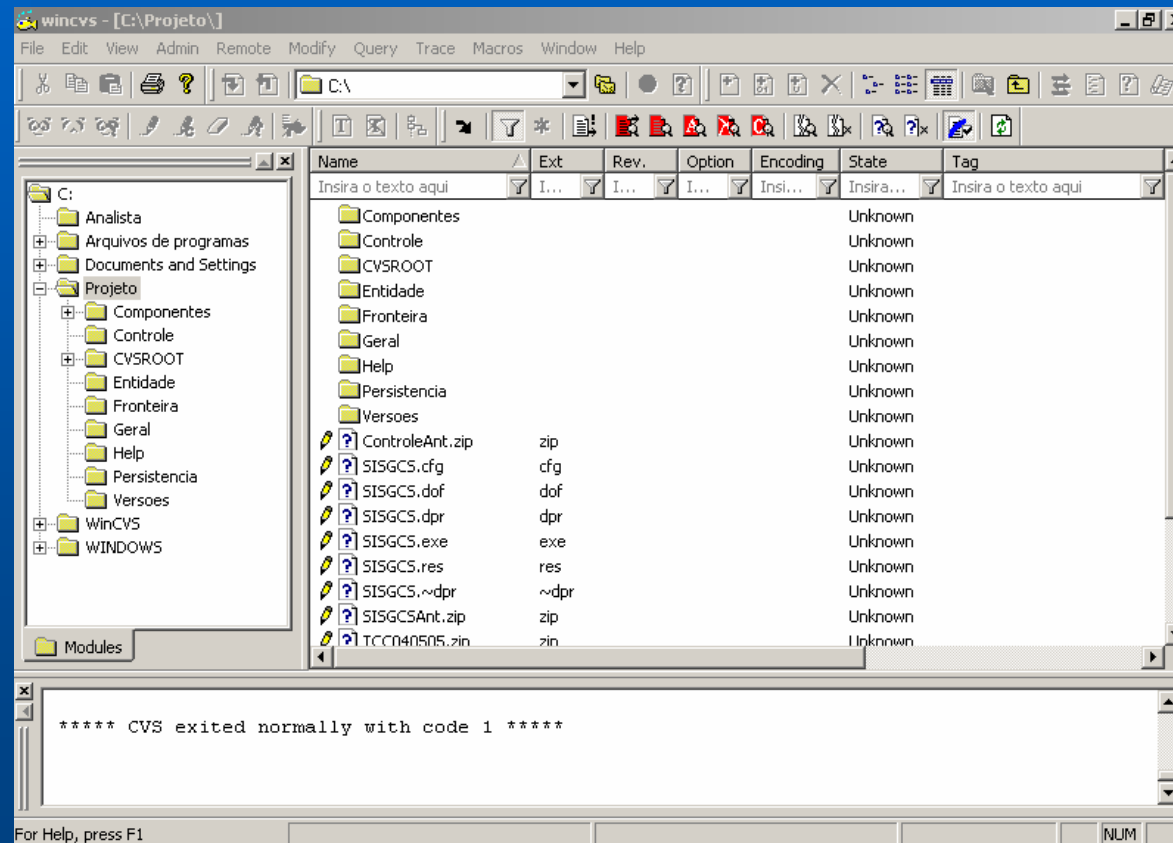 wincvs - [C:\Projeto\]
File Edit View Admin Remote Modify Query Trace Macros Window Help
C:\
Name Ext Rev. Option Encoding State Tag
Insira o texto aqui I... I... I... Insi... Insira... Insira o texto aqui
C:
Analista
Arquivos de programas
Documents and Settings
Projeto
Componentes
Controle
CVSROOT
Entidade
Fronteira
Geral
Help
Persistencia
Versoes
WinCVS
WINDOWS
Modules
Componentes Unknown
Controle Unknown
CVSROOT Unknown
Entidade Unknown
Fronteira Unknown
Geral Unknown
Help Unknown
Persistencia Unknown
Versoes Unknown
ControleAnt.zip zip Unknown
SISGCS.cfg cfg Unknown
SISGCS.dof dof Unknown
SISGCS.dpr dpr Unknown
SISGCS.exe exe Unknown
SISGCS.res res Unknown
SISGCS.~dpr ~dpr Unknown
SISGCSAnt.zip zip Unknown
TCC040505.zip zip Unknown
***** CVS exited normally with code 1 *****
For Help, press F1 NUM